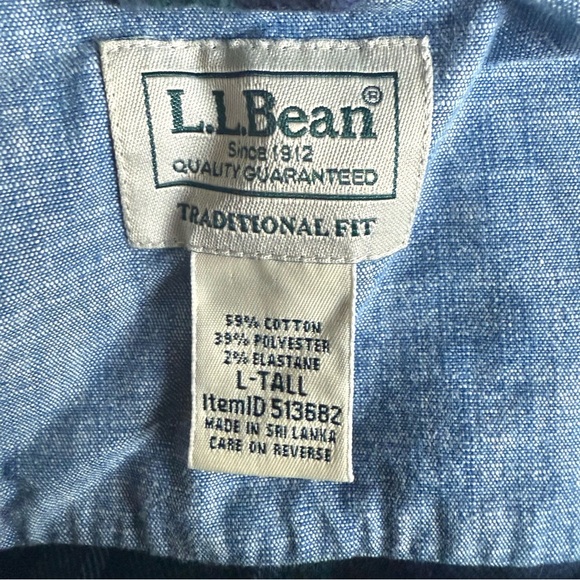 L.L.Bean®
Since 1912
QUALITY GUARANTEED
TRADITIONAL FIT
59% COTTON
39% POLYESTER
2% ELASTANE
L-TALL
ItemID 513682
MADE IN SRI LANKA
CARE ON REVERSE